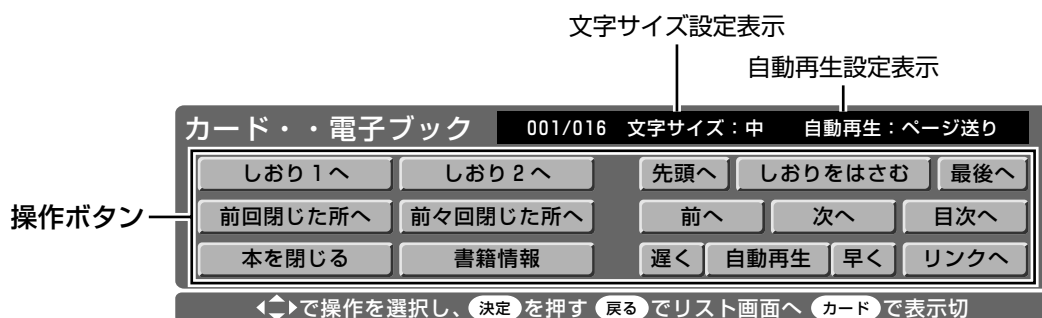 文字サイズ設定表示
自動再生設定表示
カード・・電子ブック 001/016 文字サイズ：中 自動再生：ページ送り
しおり1へ しおり2へ 先頭へ しおりをはさむ 最後へ
操作ボタン 前回閉じた所へ 前々回閉じた所へ 前へ 次へ 目次へ
本を閉じる 書籍情報 遅く 自動再生 早く リンクへ
で操作を選択し、決定を押す 戻るでリスト画面へ カードで表示切